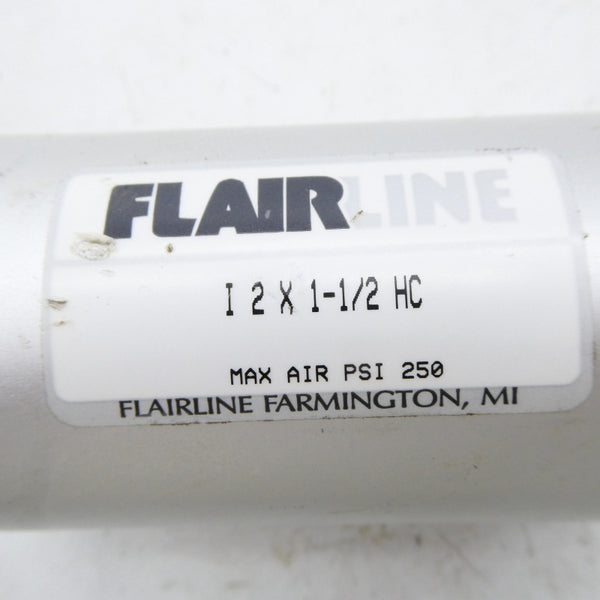 FLAIRLINE
I 2 X 1-1/2 HC
MAX AIR PSI 250
FLAIRLINE FARMINGTON, MI